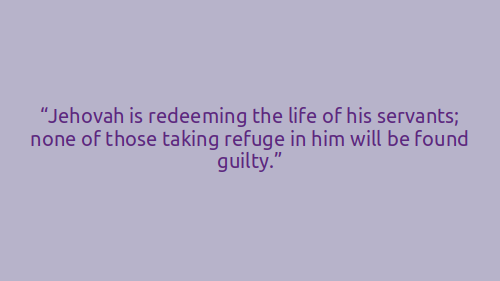 “Jehovah is redeeming the life of his servants;
none of those taking refuge in him will be found
guilty.”